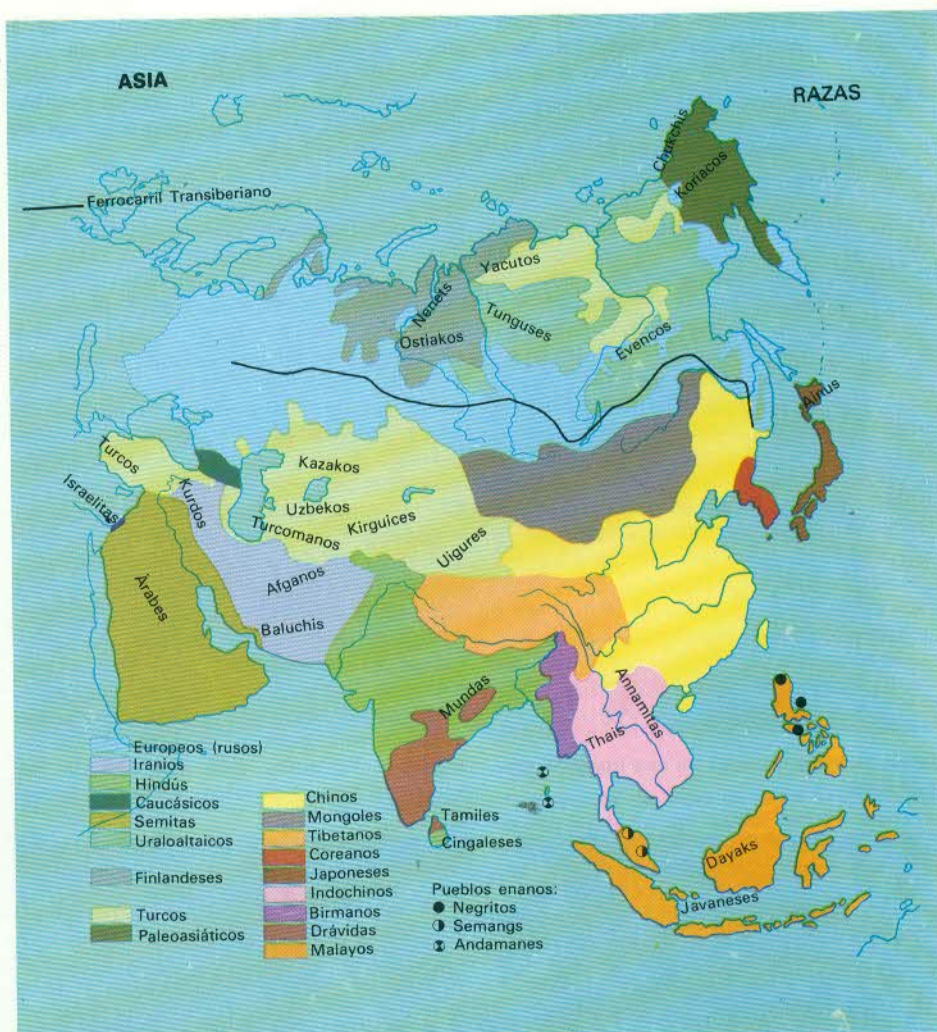 ASIA
RAZAS
Ferrocarril Transiberiano
Chukchis
Koriacos
Yacutos
Nenets
Ostiakos
Tunguses
Evencos
Ainus
Turcos
Kazakos
Israelitas
Kurdos
Uzbekos
Kirguices
Turcomanos
Uigures
Árabes
Afganos
Baluchis
Mundas
Annamitas
Thais
Europeos (rusos)
Iranios
Hindús
Caucásicos
Semitas
Uraloaltaicos
Finlandeses
Turcos
Paleoasiáticos
Chinos
Mongoles
Tibetanos
Coreanos
Japoneses
Indochinos
Birmanos
Drávidas
Malayos
Tamiles
Cingaleses
Pueblos enanos:
Negritos
Semangs
Andamanes
Dayaks
Javaneses